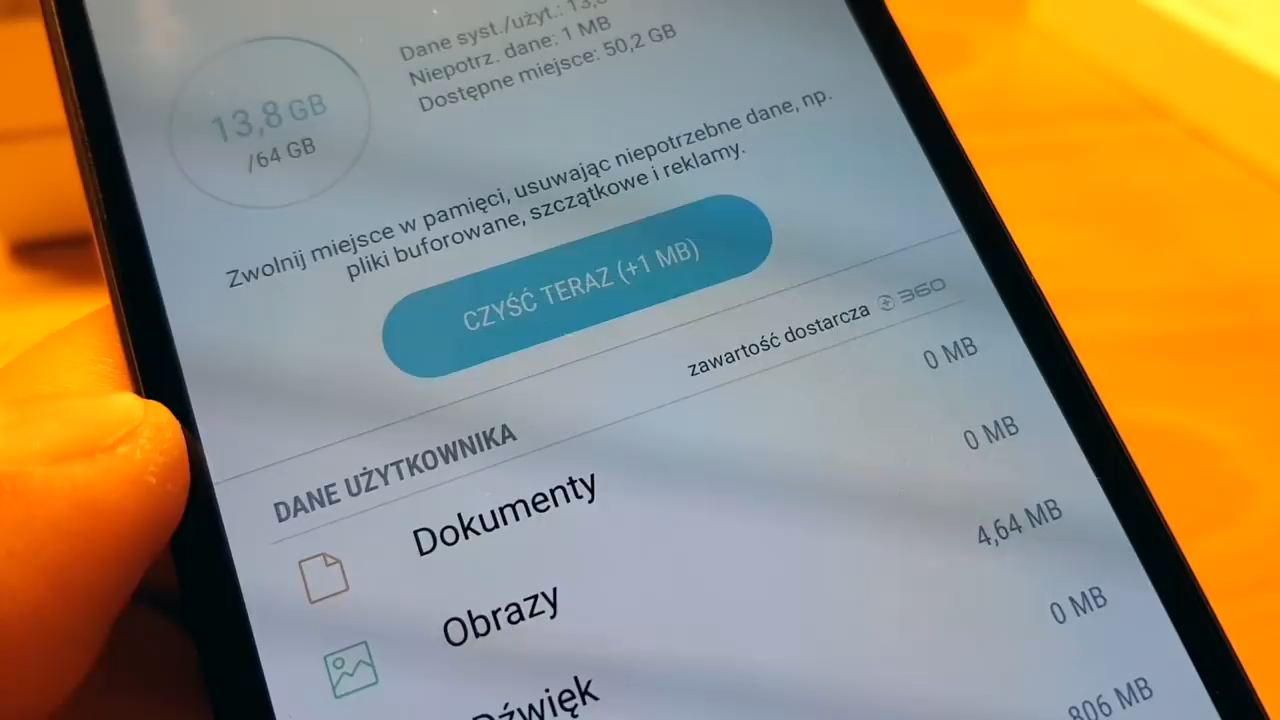 Dane syst./użyt.: 13,8
Niepotrz. dane: 1 MB
Dostępne miejsce: 50,2 GB
13,8 GB
/64 GB
Zwolnij miejsce w pamięci, usuwając niepotrzebne dane, np.
pliki buforowane, szczątkowe i reklamy.
CZYŚĆ TERAZ (+1 MB)
zawartość dostarcza 360
DANE UŻYTKOWNIKA
0 MB
Dokumenty
0 MB
Obrazy
4,64 MB
Dźwięk
0 MB
806 MB